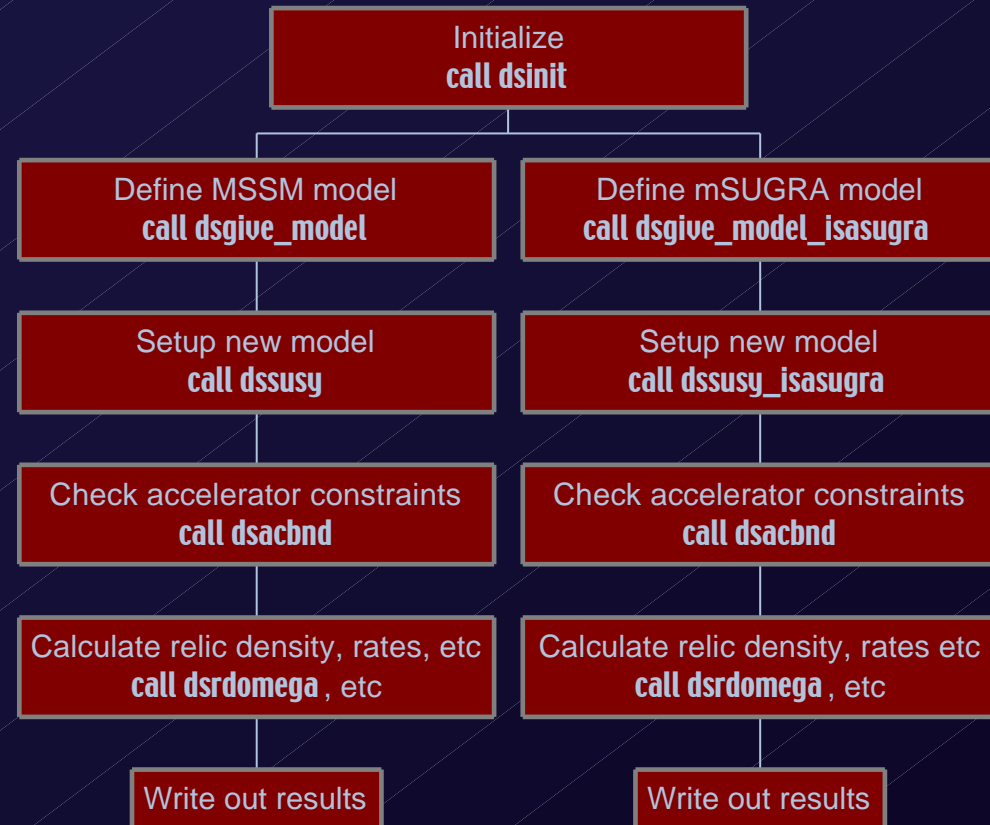 Initialize
call dsinit
Define MSSM model
call dsgive_model
Define mSUGRA model
call dsgive_model_isasugra
Setup new model
call dssusy
Setup new model
call dssusy_isasugra
Check accelerator constraints
call dsacbnd
Check accelerator constraints
call dsacbnd
Calculate relic density, rates, etc
call dsrdomega , etc
Calculate relic density, rates etc
call dsrdomega , etc
Write out results
Write out results